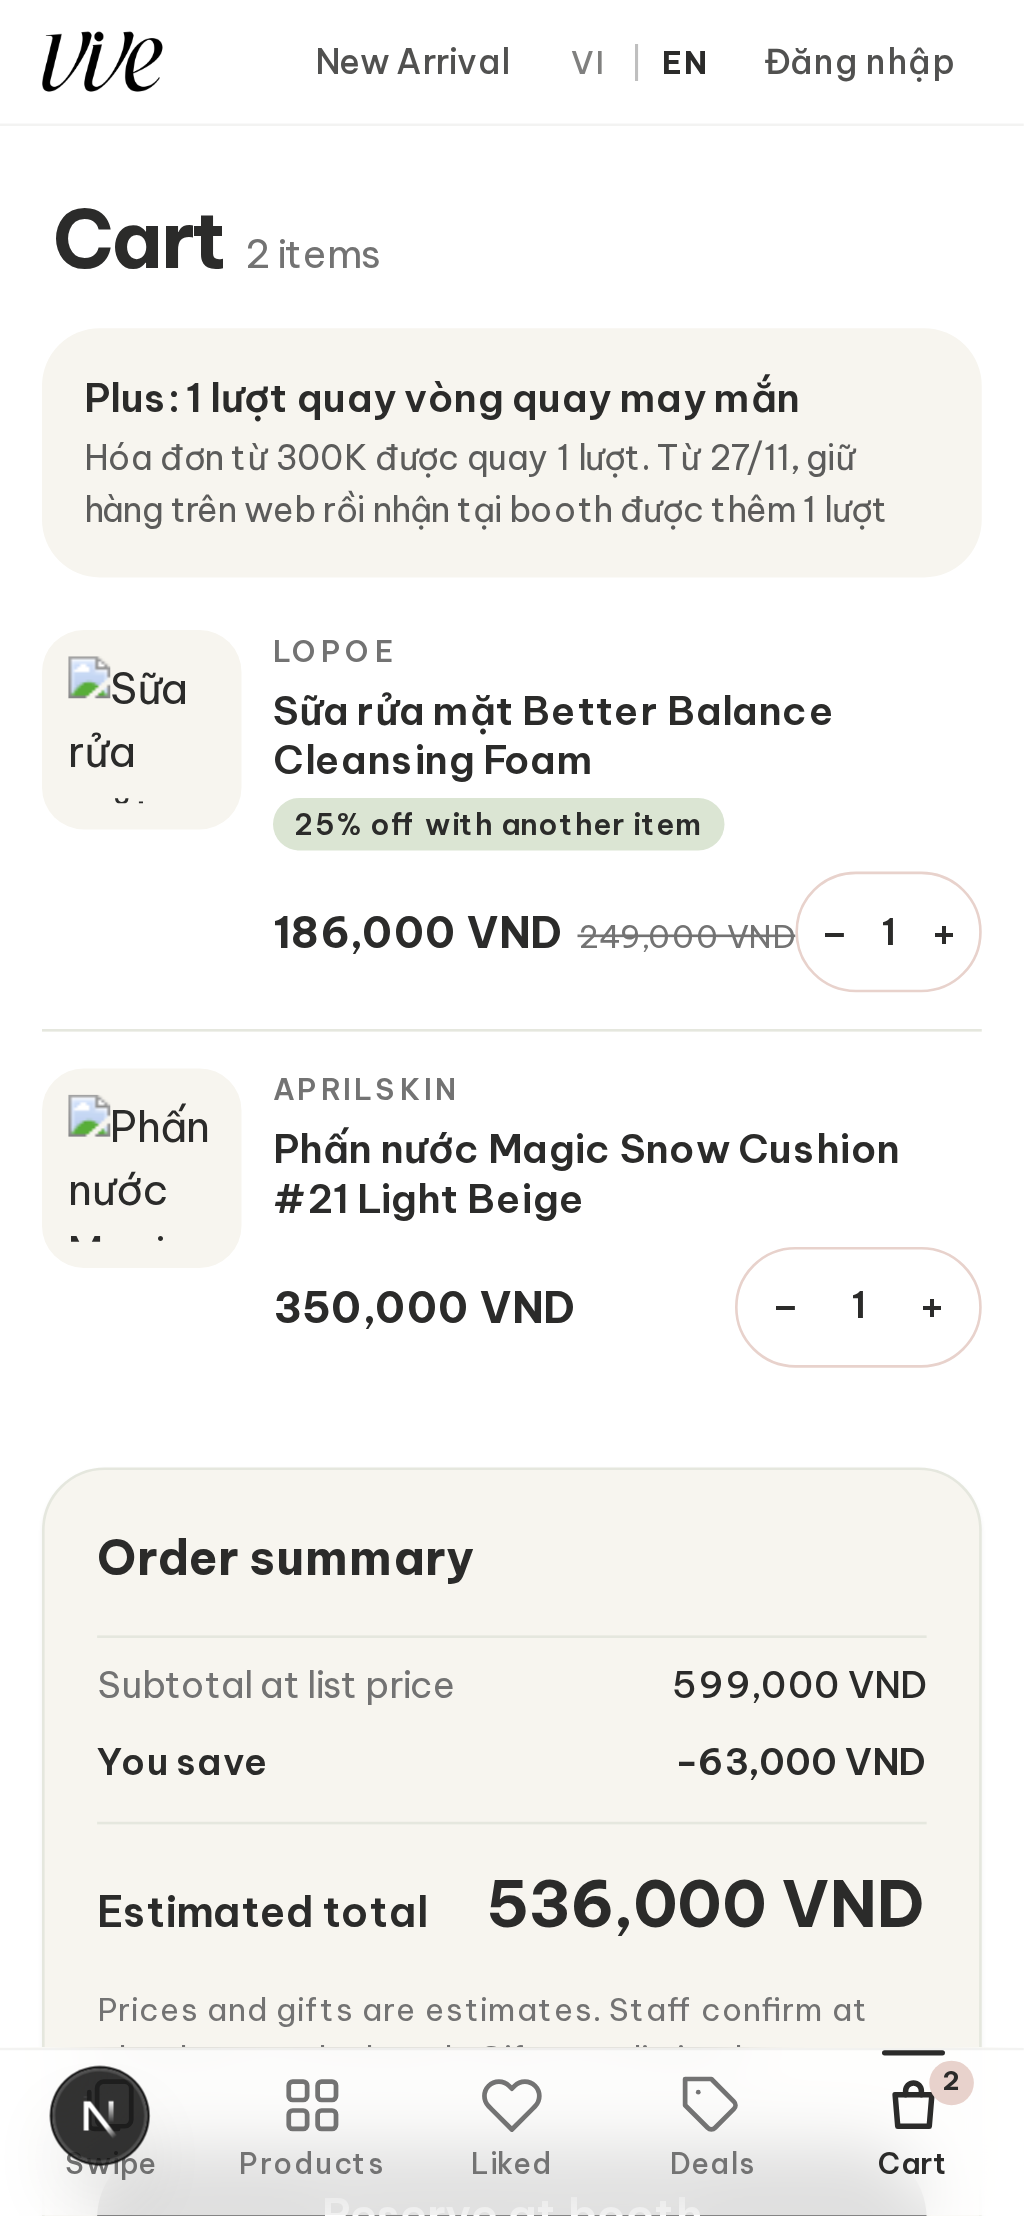 ViVe
New Arrival VI | EN Đăng nhập
Cart 2 items
Plus: 1 lượt quay vòng quay may mắn
Hóa đơn từ 300K được quay 1 lượt. Từ 27/11, giữ
hàng trên web rồi nhận tại booth được thêm 1 lượt
Sữa
rửa
LOPOE
Sữa rửa mặt Better Balance
Cleansing Foam
25% off with another item
186,000 VND 249,000 VND − 1 +
Phấn
nước
APRILSKIN
Phấn nước Magic Snow Cushion
#21 Light Beige
350,000 VND − 1 +
Order summary
Subtotal at list price 599,000 VND
You save −63,000 VND
Estimated total 536,000 VND
Prices and gifts are estimates. Staff confirm at
2
N
Swipe Products Liked Deals Cart
Reserve at booth